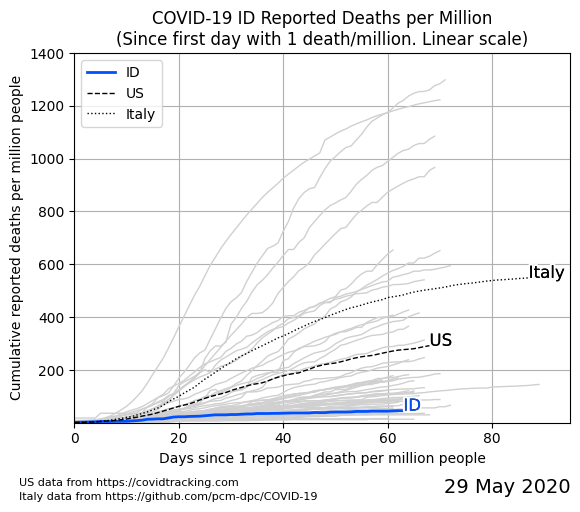 COVID-19 ID Reported Deaths per Million
(Since first day with 1 death/million. Linear scale)
Cumulative reported deaths per million people
1400
1200
1000
800
600
400
200
ID
US
Italy
Italy
US
ID
0
20
40
60
80
Days since 1 reported death per million people
US data from https://covidtracking.com
Italy data from https://github.com/pcm-dpc/COVID-19
29 May 2020